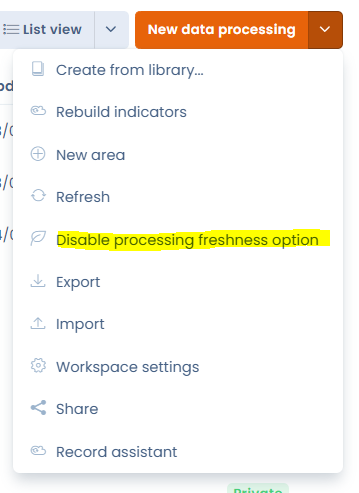 List view
New data processing
Create from library...
Rebuild indicators
New area
Refresh
Disable processing freshness option
Export
Import
Workspace settings
Share
Record assistant
Private